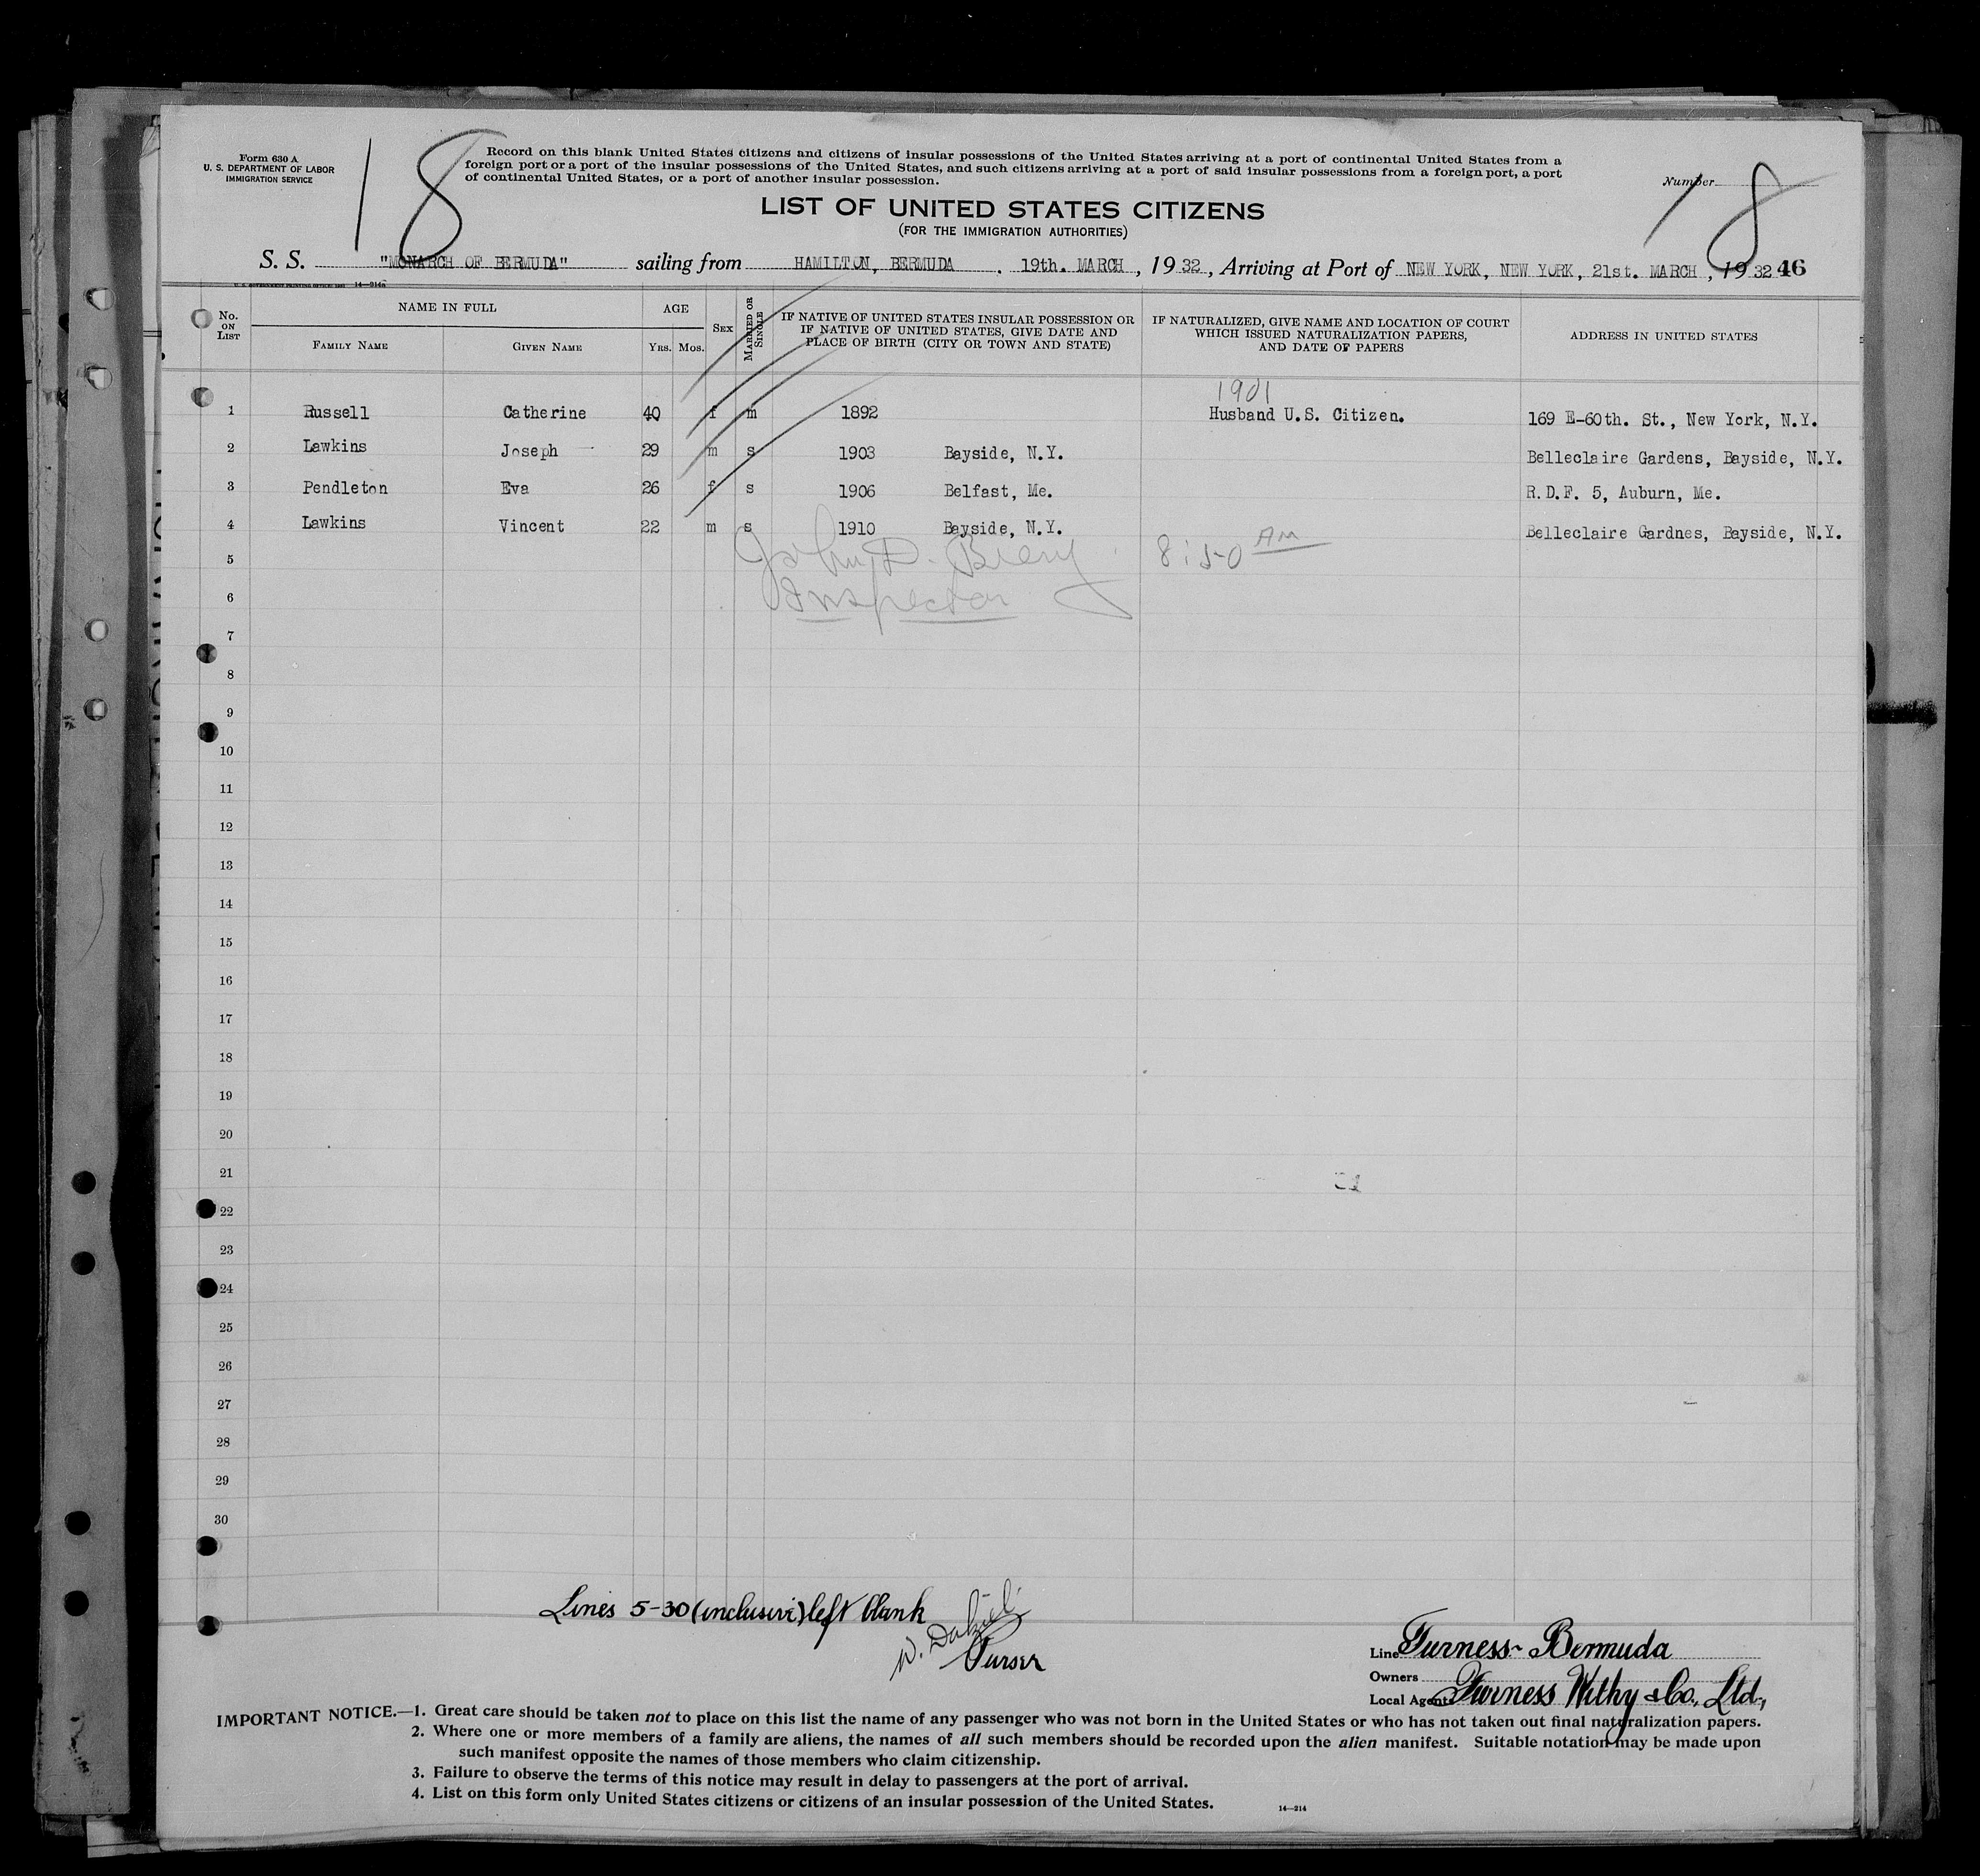 Form 630 A
U. S. DEPARTMENT OF LABOR
IMMIGRATION SERVICE
18
Record on this blank United States citizens and citizens of insular possessions of the United States arriving at a port of continental United States from a
foreign port or a port of the insular possessions of the United States, and such citizens arriving at a port of said insular possessions from a foreign port, a port
of continental United States, or a port of another insular possession.
Number
18
LIST OF UNITED STATES CITIZENS
(FOR THE IMMIGRATION AUTHORITIES)
S. S. "MONARCH OF BERMUDA" sailing from HAMILTON, BERMUDA . 19th. MARCH , 1932 , Arriving at Port of NEW YORK, NEW YORK, 21st. MARCH , 1932 46
U. S. GOVERNMENT PRINTING OFFICE 14—214a
No. ON LIST
NAME IN FULL
FAMILY NAME
GIVEN NAME
AGE
YRS. MOS.
SEX
MARRIED OR SINGLE
IF NATIVE OF UNITED STATES INSULAR POSSESSION OR
IF NATIVE OF UNITED STATES, GIVE DATE AND
PLACE OF BIRTH (CITY OR TOWN AND STATE)
IF NATURALIZED, GIVE NAME AND LOCATION OF COURT
WHICH ISSUED NATURALIZATION PAPERS,
AND DATE OF PAPERS
ADDRESS IN UNITED STATES
1901
1 Russell Catherine 40 f m 1892 Husband U.S. Citizen. 169 E-60th. St., New York, N.Y.
2 Lawkins Joseph 29 m s 1903 Bayside, N.Y. Belleclaire Gardens, Bayside, N.Y.
3 Pendleton Eva 26 f s 1906 Belfast, Me. R.D.F. 5, Auburn, Me.
4 Lawkins Vincent 22 m s 1910 Bayside, N.Y. Belleclaire Gardnes, Bayside, N.Y.
5 John D. 8:50 AM
6 Inspector
7
8
9
10
11
12
13
14
15
16
17
18
19
20
21
22
23
24
25
26
27
28
29
30
Lines 5-30 (inclusive) left blank
Purser
Line Furness-Bermuda
Owners
Local Agents Furness Withy & Co., Ltd.,
IMPORTANT NOTICE.—1. Great care should be taken not to place on this list the name of any passenger who was not born in the United States or who has not taken out final naturalization papers.
2. Where one or more members of a family are aliens, the names of all such members should be recorded upon the alien manifest. Suitable notation may be made upon
such manifest opposite the names of those members who claim citizenship.
3. Failure to observe the terms of this notice may result in delay to passengers at the port of arrival.
4. List on this form only United States citizens or citizens of an insular possession of the United States.
14—214